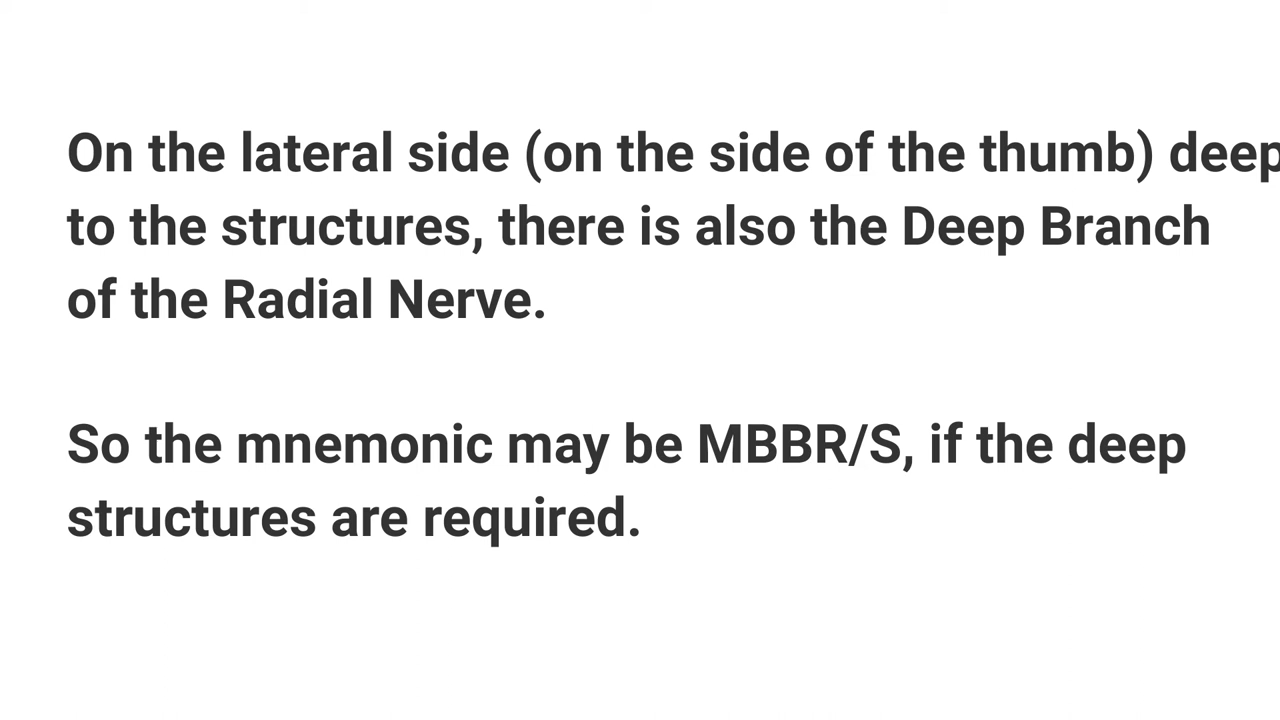 On the lateral side (on the side of the thumb) deep
to the structures, there is also the Deep Branch
of the Radial Nerve.
So the mnemonic may be MBBR/S, if the deep
structures are required.